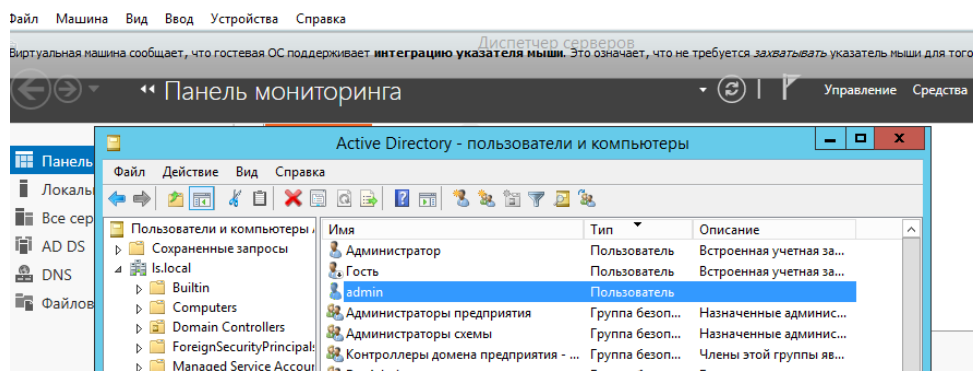 Файл Машина Вид Ввод Устройства Справка
Диспетчер серверов
Виртуальная машина сообщает, что гостевая ОС поддерживает интеграцию указателя мыши. Это означает, что не требуется захватывать указатель мыши для того
Панель мониторинга
Управление Средства
Панель
Локаль
Все сер
AD DS
DNS
Файлов
Active Directory - пользователи и компьютеры
Файл Действие Вид Справка
Пользователи и компьютеры
Сохраненные запросы
ls.local
Builtin
Computers
Domain Controllers
ForeignSecurityPrincipals
Managed Service Accour
Имя Тип Описание
Администратор Пользователь Встроенная учетная за...
Гость Пользователь Встроенная учетная за...
admin Пользователь
Администраторы предприятия Группа безоп... Назначенные админис...
Администраторы схемы Группа безоп... Назначенные админис...
Контроллеры домена предприятия - ... Группа безоп... Члены этой группы яв...